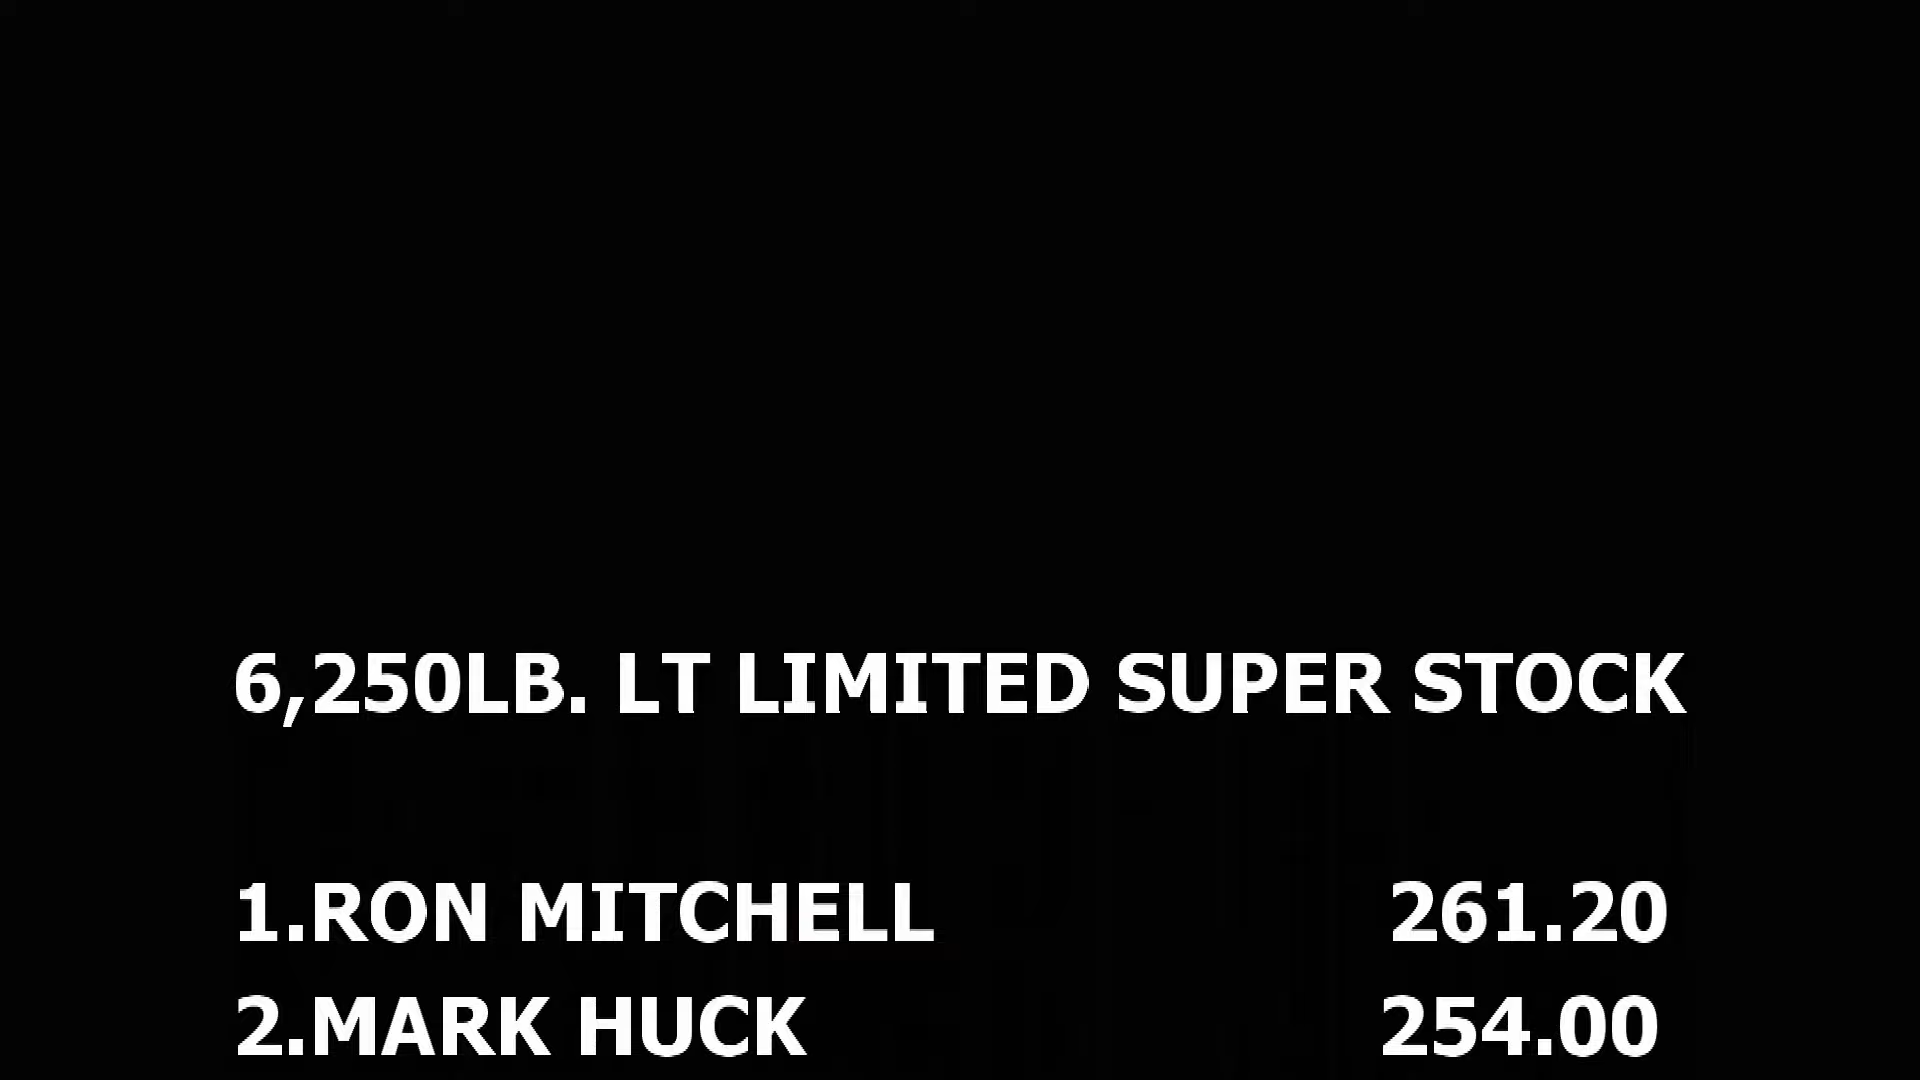 6,250LB. LT LIMITED SUPER STOCK
1.RON MITCHELL 261.20
2.MARK HUCK 254.00